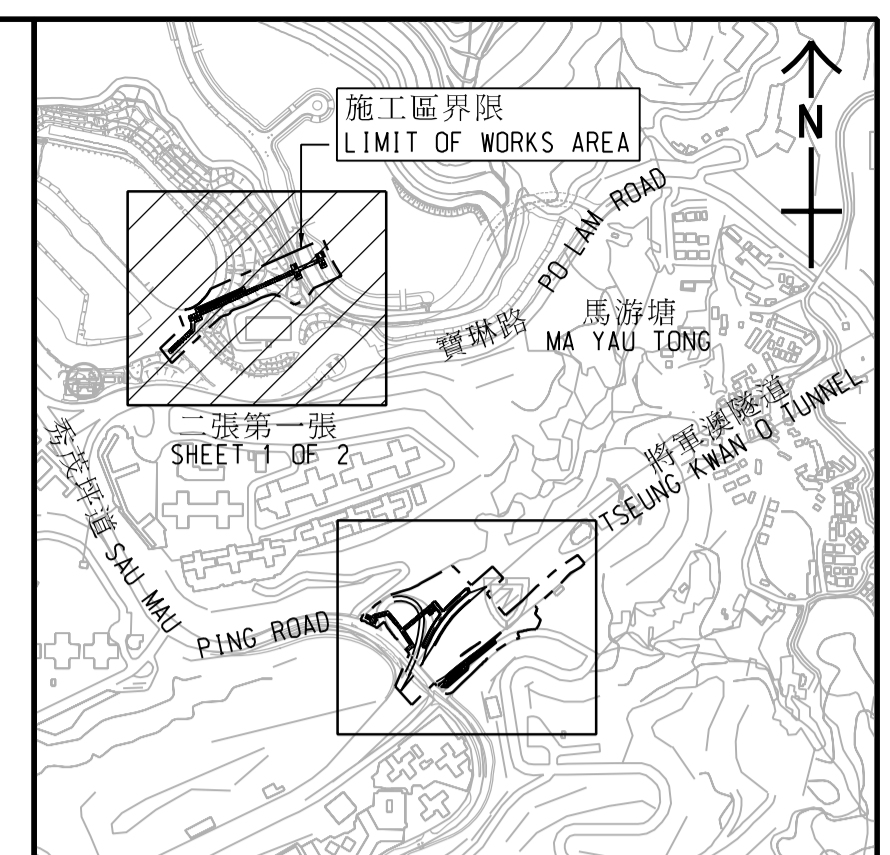 施工區界限
LIMIT OF WORKS AREA
N
寶琳路 PO LAM ROAD
馬游塘
MA YAU TONG
二張第一張
SHEET 1 OF 2
將軍澳隧道
TSEUNG KWAN O TUNNEL
秀茂坪道 SAU MAU PING ROAD